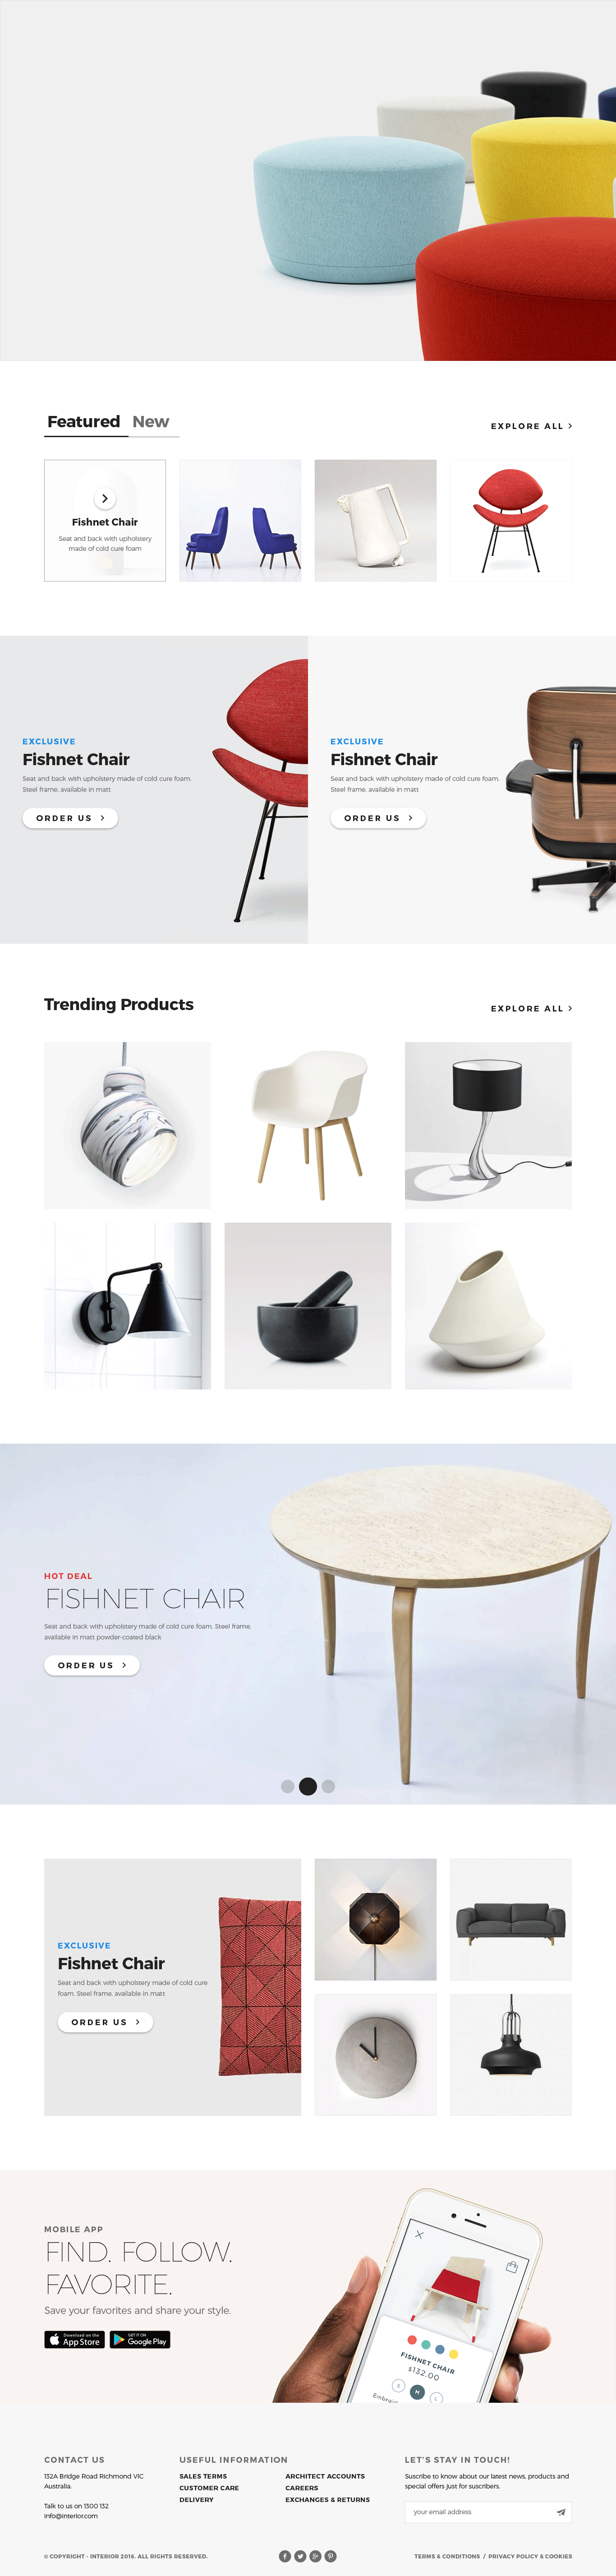 Featured New
EXPLORE ALL
Fishnet Chair
Seat and back with upholstery
made of cold cure foam
EXCLUSIVE
Fishnet Chair
Seat and back with upholstery made of cold cure foam.
Steel frame, available in matt
ORDER US
EXCLUSIVE
Fishnet Chair
Seat and back with upholstery made of cold cure foam.
Steel frame, available in matt
ORDER US
Trending Products
EXPLORE ALL
HOT DEAL
FISHNET CHAIR
Seat and back with upholstery made of cold cure foam. Steel frame,
available in matt powder-coated black
ORDER US
EXCLUSIVE
Fishnet Chair
Seat and back with upholstery made of cold cure
foam. Steel frame, available in matt
ORDER US
MOBILE APP
FIND. FOLLOW.
FAVORITE.
Save your favorites and share your style.
Download on the
App Store
GET IT ON
Google Play
FISHNET CHAIR
$132.00
S M L
Embroid
CONTACT US
132A Bridge Road Richmond VIC
Australia.
Talk to us on 1300 132
info@interior.com
USEFUL INFORMATION
SALES TERMS
CUSTOMER CARE
DELIVERY
ARCHITECT ACCOUNTS
CAREERS
EXCHANGES & RETURNS
LET'S STAY IN TOUCH!
Suscribe to know about our latest news, products and
special offers just for suscribers.
your email address
© COPYRIGHT - INTERIOR 2016. ALL RIGHTS RESERVED.
TERMS & CONDITIONS / PRIVACY POLICY & COOKIES